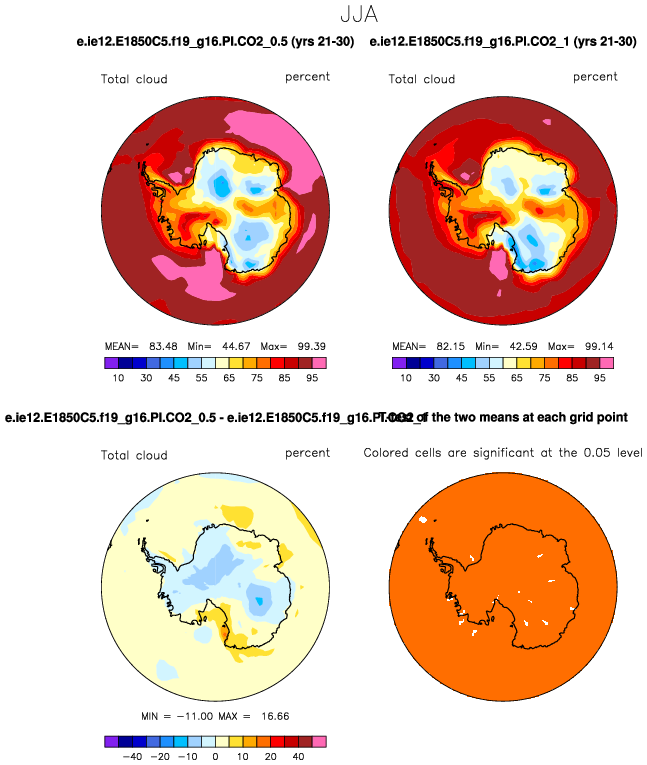 JJA
e.ie12.E1850C5.f19_g16.PI.CO2_0.5 (yrs 21-30) e.ie12.E1850C5.f19_g16.PI.CO2_1 (yrs 21-30)
Total cloud percent Total cloud percent
MEAN= 83.48 Min= 44.67 Max= 99.39 MEAN= 82.15 Min= 42.59 Max= 99.14
10 30 45 55 65 75 85 95 10 30 45 55 65 75 85 95
e.ie12.E1850C5.f19_g16.PI.CO2_0.5 - e.ie12.E1850C5.f19_g16.PI.CO2_1 T-test of the two means at each grid point
Total cloud percent Colored cells are significant at the 0.05 level
MIN = -11.00 MAX = 16.66
-40 -20 -10 0 10 20 40